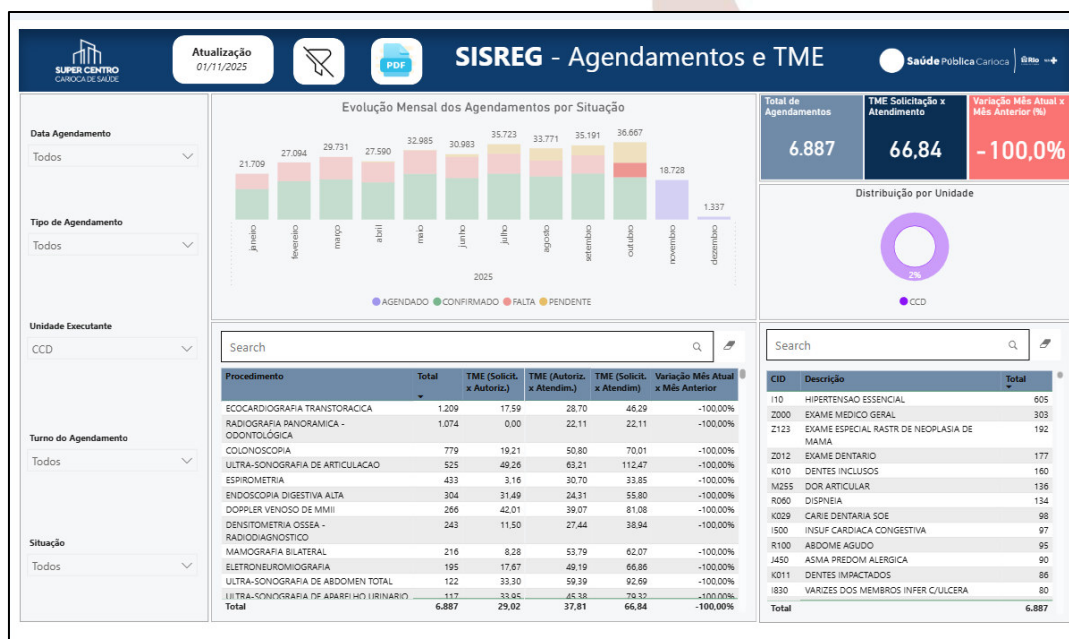 SUPER CENTRO
CARIOCA DE SAÚDE
Atualização
01/11/2025
PDF
SISREG - Agendamentos e TME
Saúde Pública Carioca
Data Agendamento
Todos
Tipo de Agendamento
Todos
Unidade Executante
CCD
Turno do Agendamento
Todos
Situação
Todos
Evolução Mensal dos Agendamentos por Situação
21.709
27.094
29.731
27.590
32.985
30.983
35.723
33.771
35.191
36.667
18.728
1.337
janeiro
fevereiro
março
abril
maio
junho
julho
agosto
setembro
outubro
novembro
dezembro
2025
AGENDADO CONFIRMADO FALTA PENDENTE
Total de
Agendamentos
6.887
TME Solicitação x
Atendimento
66,84
Variação Mês Atual x
Mês Anterior (%)
-100,0%
Distribuição por Unidade
2%
CCD
Search
Procedimento Total TME (Solicit. TME (Autoriz. TME (Solicit. Variação Mês Atual
x Autoriz.) x Atendim.) x Atendim) x Mês Anterior
ECOCARDIOGRAFIA TRANSTORACICA 1.209 17,59 28,70 46,29 -100,00%
RADIOGRAFIA PANORAMICA - 1.074 0,00 22,11 22,11 -100,00%
ODONTOLÓGICA
COLONOSCOPIA 779 19,21 50,80 70,01 -100,00%
ULTRA-SONOGRAFIA DE ARTICULACAO 525 49,26 63,21 112,47 -100,00%
ESPIROMETRIA 433 3,16 30,70 33,85 -100,00%
ENDOSCOPIA DIGESTIVA ALTA 304 31,49 24,31 55,80 -100,00%
DOPPLER VENOSO DE MMII 266 42,01 39,07 81,08 -100,00%
DENSITOMETRIA OSSEA - 243 11,50 27,44 38,94 -100,00%
RADIODIAGNOSTICO
MAMOGRAFIA BILATERAL 216 8,28 53,79 62,07 -100,00%
ELETRONEUROMIOGRAFIA 195 17,67 49,19 66,86 -100,00%
ULTRA-SONOGRAFIA DE ABDOMEN TOTAL 122 33,30 59,39 92,69 -100,00%
ULTRA-SONOGRAFIA DE APARELHO URINARIO 117 33,95 45,38 79,32 -100,00%
Total 6.887 29,02 37,81 66,84 -100,00%
Search
CID Descrição Total
I10 HIPERTENSAO ESSENCIAL 605
Z000 EXAME MEDICO GERAL 303
Z123 EXAME ESPECIAL RASTR DE NEOPLASIA DE 192
MAMA
Z012 EXAME DENTARIO 177
K010 DENTES INCLUSOS 160
M255 DOR ARTICULAR 136
R060 DISPNEIA 134
K029 CARIE DENTARIA SOE 98
I500 INSUF CARDIACA CONGESTIVA 97
R100 ABDOME AGUDO 95
J450 ASMA PREDOM ALERGICA 90
K011 DENTES IMPACTADOS 86
I830 VARIZES DOS MEMBROS INFER C/ULCERA 80
Total 6.887